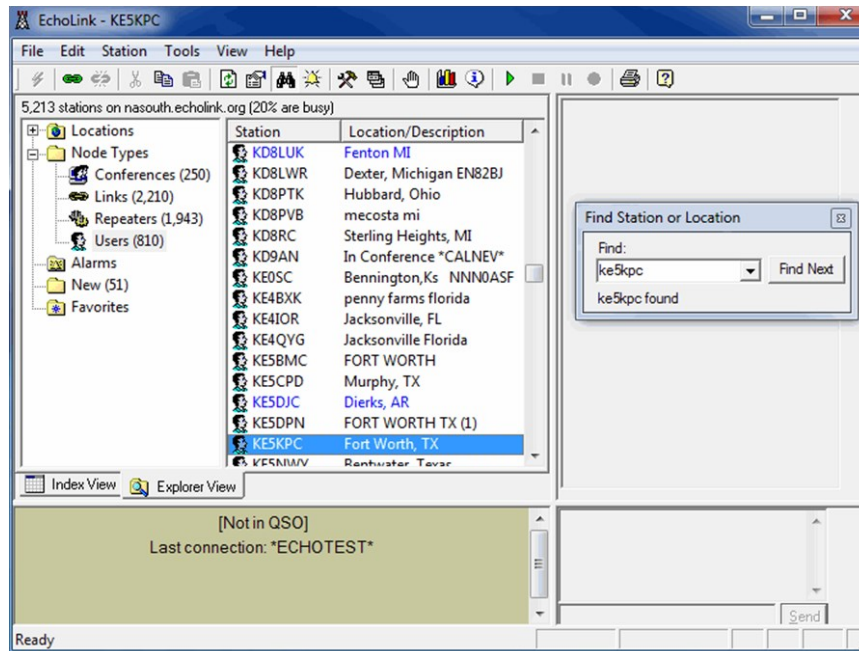 EchoLink - KE5KPC
File Edit Station Tools View Help
5,213 stations on nasouth.echolink.org (20% are busy)
Locations
Node Types
Conferences (250)
Links (2,210)
Repeaters (1,943)
Users (810)
Alarms
New (51)
Favorites
Station Location/Description
KD8LUK Fenton MI
KD8LWR Dexter, Michigan EN82BJ
KD8PTK Hubbard, Ohio
KD8PVB mecosta mi
KD8RC Sterling Heights, MI
KD9AN In Conference *CALNEV*
KE0SC Bennington,Ks NNN0ASF
KE4BXK penny farms florida
KE4IOR Jacksonville, FL
KE4QYG Jacksonville Florida
KE5BMC FORT WORTH
KE5CPD Murphy, TX
KE5DJC Dierks, AR
KE5DPN FORT WORTH TX (1)
KE5KPC Fort Worth, TX
KE5NWY Bentwater, Texas
Find Station or Location
Find:
ke5kpc
Find Next
ke5kpc found
Index View Explorer View
[Not in QSO]
Last connection: *ECHOTEST*
Send
Ready